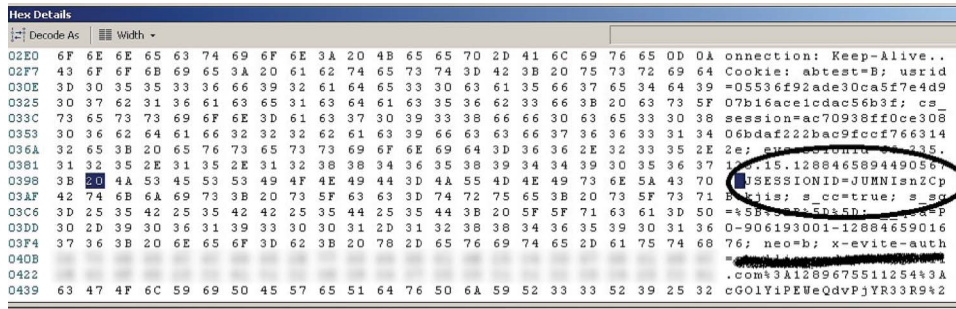 Hex Details
Decode As Width
02E0 6F 6E 6E 65 63 74 69 6F 6E 3A 20 4B 65 65 70 2D 41 6C 69 76 65 0D 0A onnection: Keep-Alive..
02F7 43 6F 6F 6B 69 65 3A 20 61 62 74 65 73 74 3D 42 3B 20 75 73 72 69 64 Cookie: abtest=B; usrid
030E 3D 30 35 35 33 36 66 39 32 61 64 65 33 30 63 61 35 66 37 65 34 64 39 =05536f92ade30ca5f7e4d9
0325 30 37 62 31 36 61 63 65 31 63 64 61 63 35 36 62 33 66 3B 20 63 73 5F 07b16ace1cdac56b3f; cs_
033C 73 65 73 73 69 6F 6E 3D 61 63 37 30 39 33 38 66 66 30 63 65 33 30 38 session=ac70938ff0ce308
0353 30 36 62 64 61 66 32 32 32 62 61 63 39 66 63 63 66 37 36 36 33 31 34 06bdaf222bac9fccf766314
036A 32 65 3B 20 65 76 73 65 73 73 69 6F 6E 69 64 3D 36 36 2E 32 33 35 2E 2e;
0381 31 32 35 2E 31 35 2E 31 32 38 38 34 36 35 38 39 34 34 39 30 35 36 37
0398 3B 20 4A 53 45 53 53 49 4F 4E 49 44 3D 4A 55 4D 4E 49 73 6E 5A 43 70 JSESSIONID=JUMNIsnZCp
03AF 42 74 6B 6A 69 73 3B 20 73 5F 63 63 3D 74 72 75 65 3B 20 73 5F 73 71 s_cc=true; s_sq
03C6 3D 25 35 42 25 35 42 42 25 35 44 25 35 44 3B 20 5F 5F 71 63 61 3D 50
03DD 30 2D 39 30 36 31 39 33 30 30 31 2D 31 32 38 38 34 36 35 39 30 31 36 0-906193001-12884659016
03F4 37 36 3B 20 6E 65 6F 3D 62 3B 20 78 2D 65 76 69 74 65 2D 61 75 74 68 76; neo=b; x-evite-auth
040B
0422 .com%3A1289675511254%3A
0439 63 47 4F 6C 59 69 50 45 57 65 51 64 76 50 6A 59 52 33 33 52 39 25 32 cGOlYiPEWeQdvPjYR33R9%2